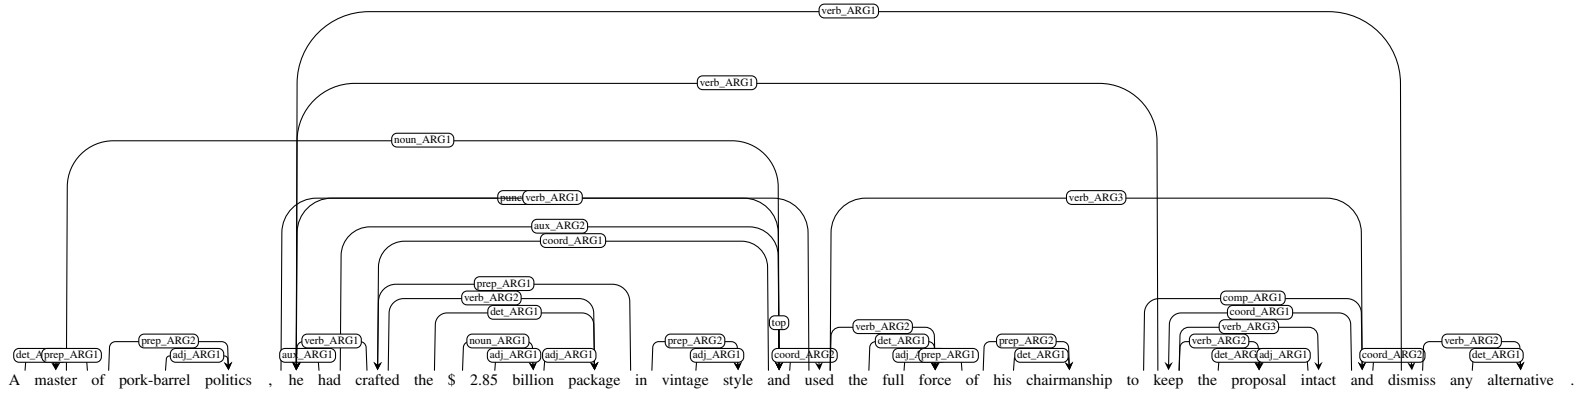 verb_ARG1
verb_ARG1
noun_ARG1
punc verb_ARG1 verb_ARG3
aux_ARG2
coord_ARG1
prep_ARG1
verb_ARG2 comp_ARG1
det_ARG1 coord_ARG1
top
verb_ARG2 verb_ARG3
prep_ARG2 verb_ARG1 noun_ARG1 prep_ARG2 det_ARG1 prep_ARG2 verb_ARG2 verb_ARG2
prep_ARG1 adj_ARG1 aux_ARG1 adj_ARG1 adj_ARG1 adj_ARG1 coord_ARG2 prep_ARG1 det_ARG1 adj_ARG1 coord_ARG2 det_ARG1
A master of pork-barrel politics , he had crafted the $ 2.85 billion package in vintage style and used the full force of his chairmanship to keep the proposal intact and dismiss any alternative .